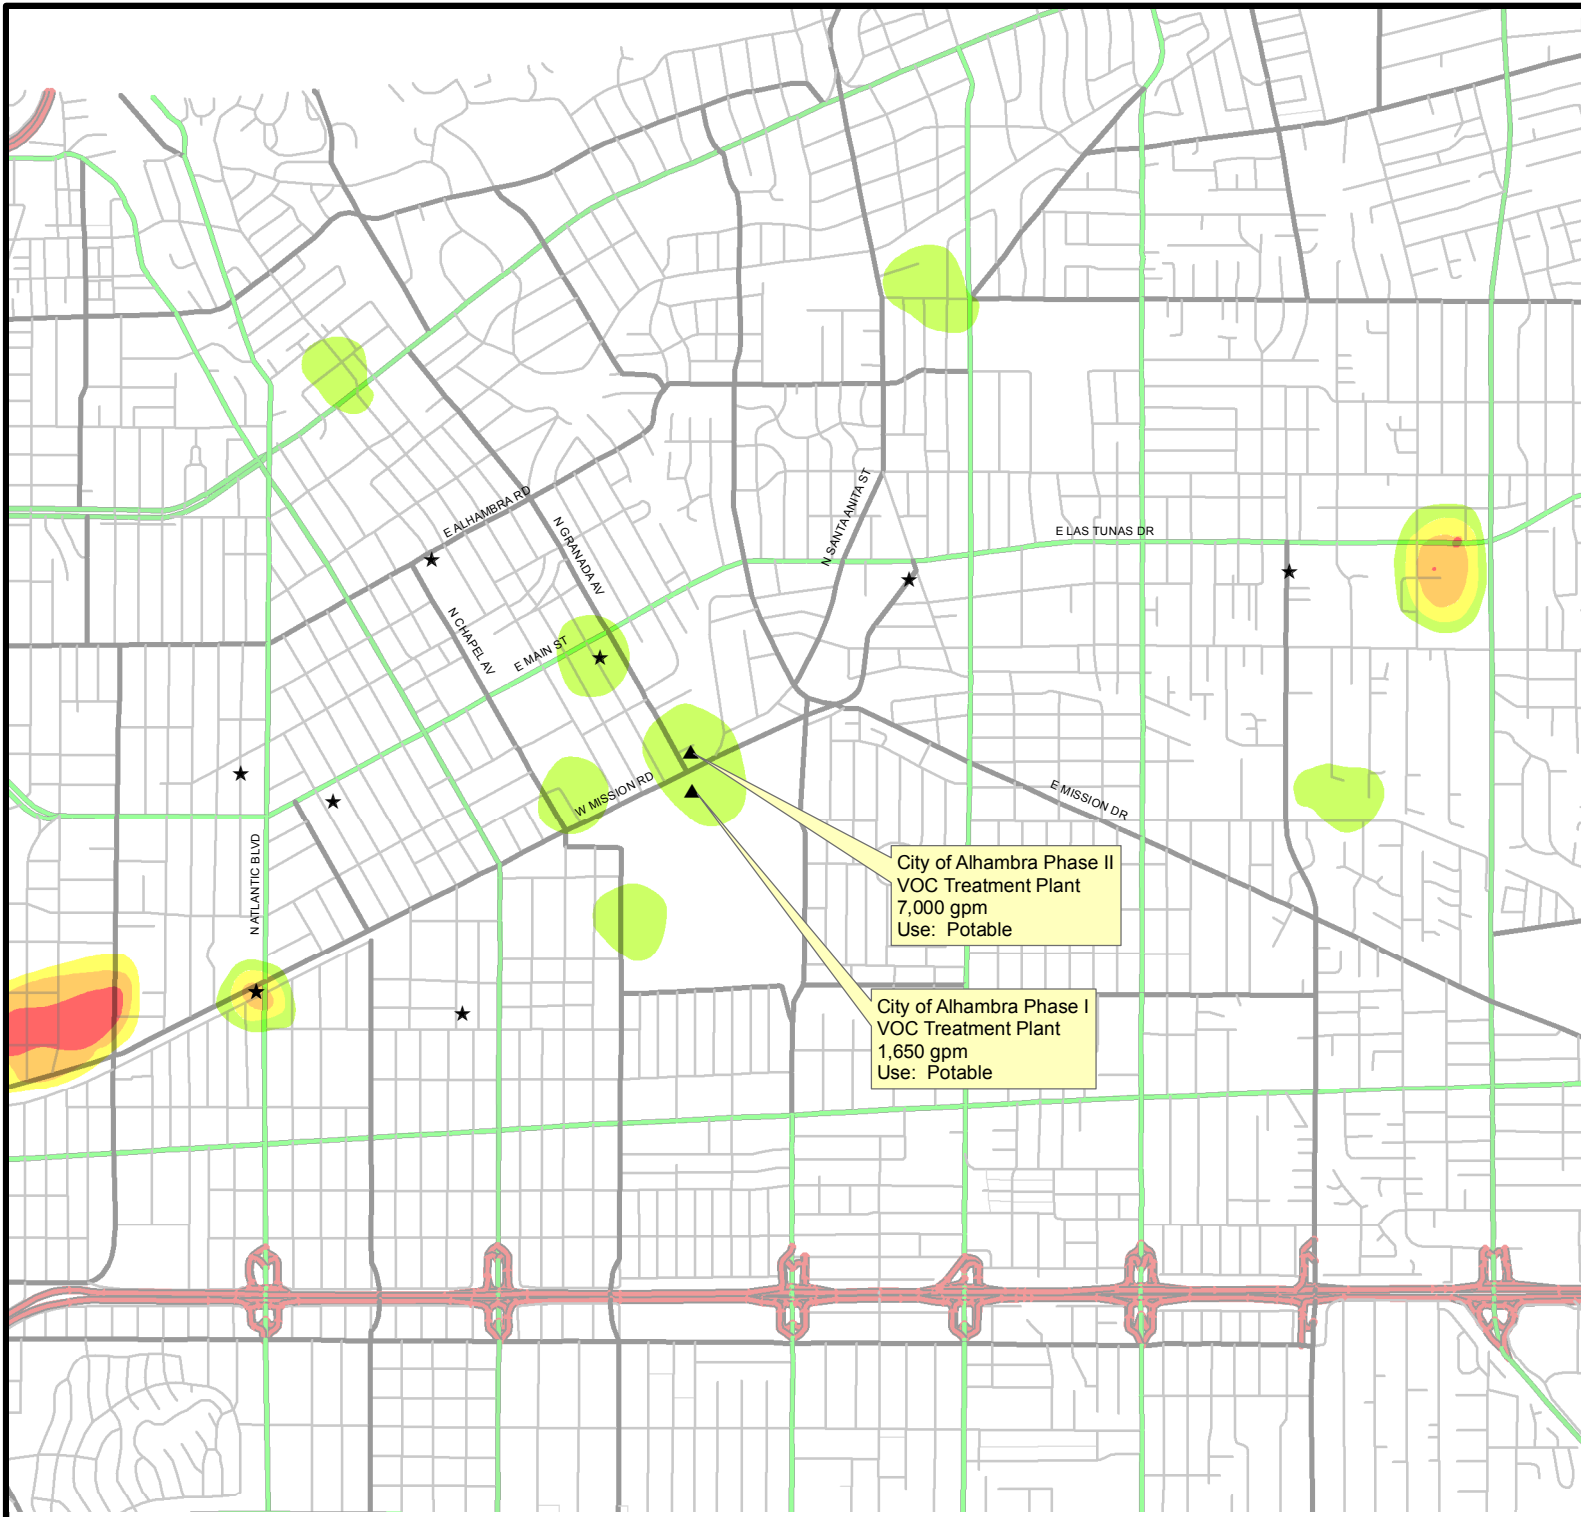 E ALHAMBRA RD
N GRANADA AV
N SANTA ANITA ST
E LAS TUNAS DR
N CHAPEL AV
E MAIN ST
W MISSION RD
E MISSION DR
N ATLANTIC BLVD
City of Alhambra Phase II
VOC Treatment Plant
7,000 gpm
Use: Potable
City of Alhambra Phase I
VOC Treatment Plant
1,650 gpm
Use: Potable